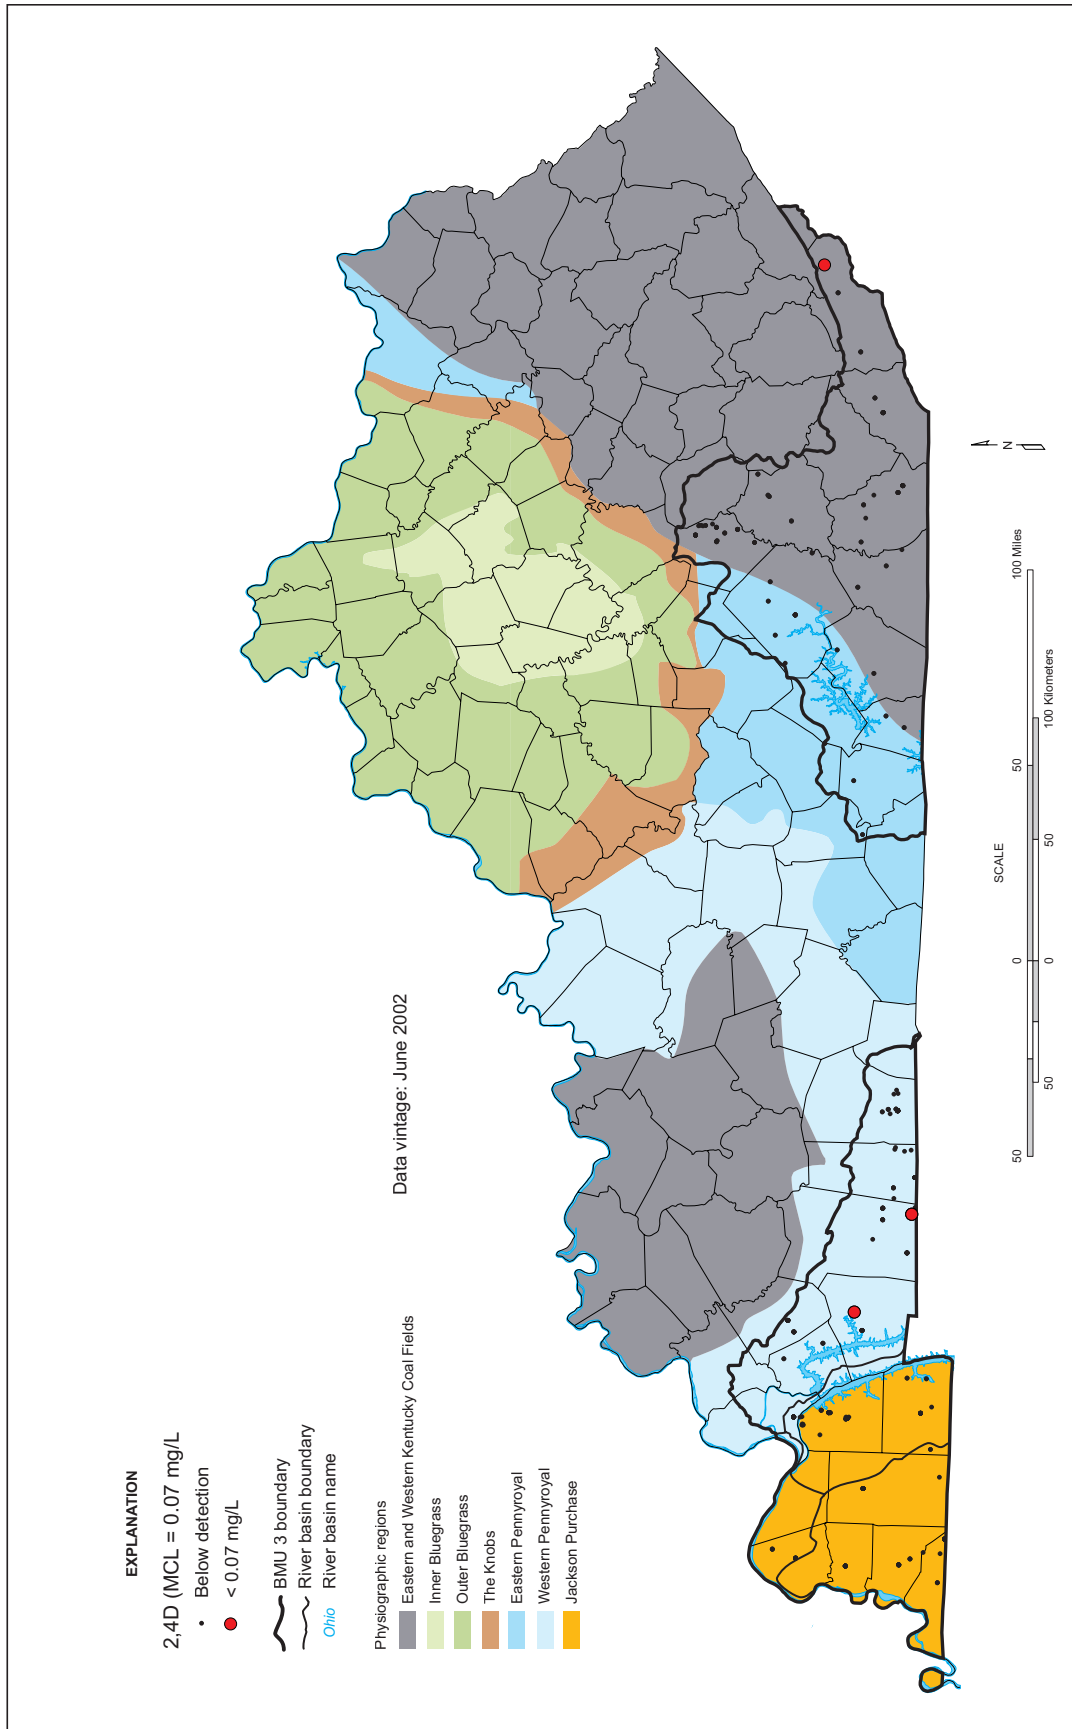 EXPLANATION
2,4D (MCL = 0.07 mg/L
Below detection
< 0.07 mg/L
BMU 3 boundary
River basin boundary
Ohio River basin name
Physiographic regions
Eastern and Western Kentucky Coal Fields
Inner Bluegrass
Outer Bluegrass
The Knobs
Eastern Pennyroyal
Western Pennyroyal
Jackson Purchase
Data vintage: June 2002
N
SCALE
50 0 50 100 Miles
50 0 50 100 Kilometers